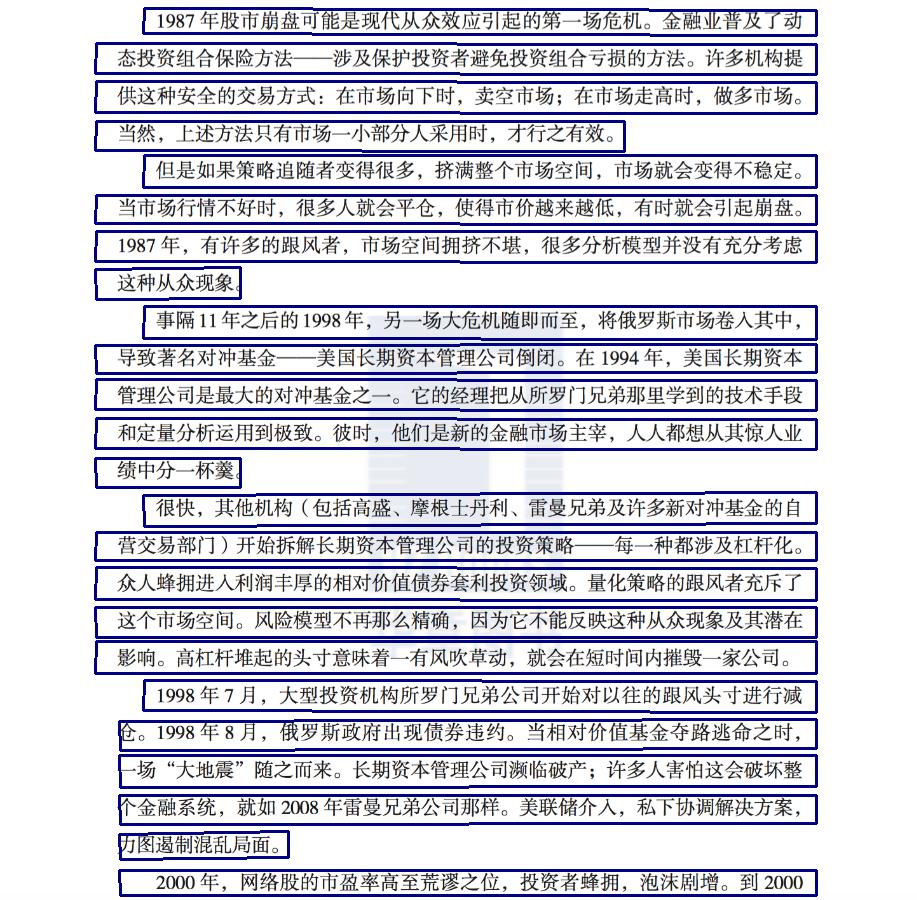 1987 年股市崩盘可能是现代从众效应引起的第一场危机。金融业普及了动
态投资组合保险方法——涉及保护投资者避免投资组合亏损的方法。许多机构提
供这种安全的交易方式：在市场向下时，卖空市场；在市场走高时，做多市场。
当然，上述方法只有市场一小部分人采用时，才行之有效。
但是如果策略追随者变得很多，挤满整个市场空间，市场就会变得不稳定。
当市场行情不好时，很多人就会平仓，使得市价越来越低，有时就会引起崩盘。
1987 年，有许多的跟风者，市场空间拥挤不堪，很多分析模型并没有充分考虑
这种从众现象。
事隔 11 年之后的 1998 年，另一场大危机随即而至，将俄罗斯市场卷入其中，
导致著名对冲基金——美国长期资本管理公司倒闭。在 1994 年，美国长期资本
管理公司是最大的对冲基金之一。它的经理把从所罗门兄弟那里学到的技术手段
和定量分析运用到极致。彼时，他们是新的金融市场主宰，人人都想从其惊人业
绩中分一杯羹。
很快，其他机构（包括高盛、摩根士丹利、雷曼兄弟及许多新对冲基金的自
营交易部门）开始拆解长期资本管理公司的投资策略——每一种都涉及杠杆化。
众人蜂拥进入利润丰厚的相对价值债券套利投资领域。量化策略的跟风者充斥了
这个市场空间。风险模型不再那么精确，因为它不能反映这种从众现象及其潜在
影响。高杠杆堆起的头寸意味着一有风吹草动，就会在短时间内摧毁一家公司。
1998 年 7 月，大型投资机构所罗门兄弟公司开始对以往的跟风头寸进行减
仓。1998 年 8 月，俄罗斯政府出现债券违约。当相对价值基金夺路逃命之时，
一场“大地震”随之而来。长期资本管理公司濒临破产；许多人害怕这会破坏整
个金融系统，就如 2008 年雷曼兄弟公司那样。美联储介入，私下协调解决方案，
力图遏制混乱局面。
2000 年，网络股的市盈率高至荒谬之位，投资者蜂拥，泡沫剧增。到 2000